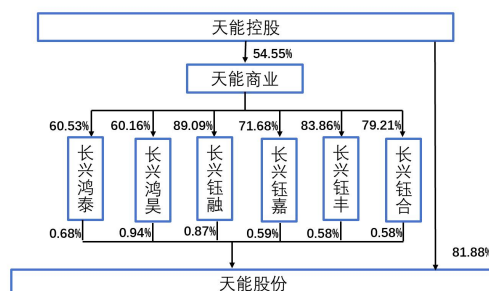 天能控股
54.55%
天能商业
60.53% 60.16% 89.09% 71.68% 83.86% 79.21%
长兴鸿泰 长兴鸿昊 长兴钰融 长兴钰嘉 长兴钰丰 长兴钰合
0.68% 0.94% 0.87% 0.59% 0.58% 0.58%
81.88%
天能股份